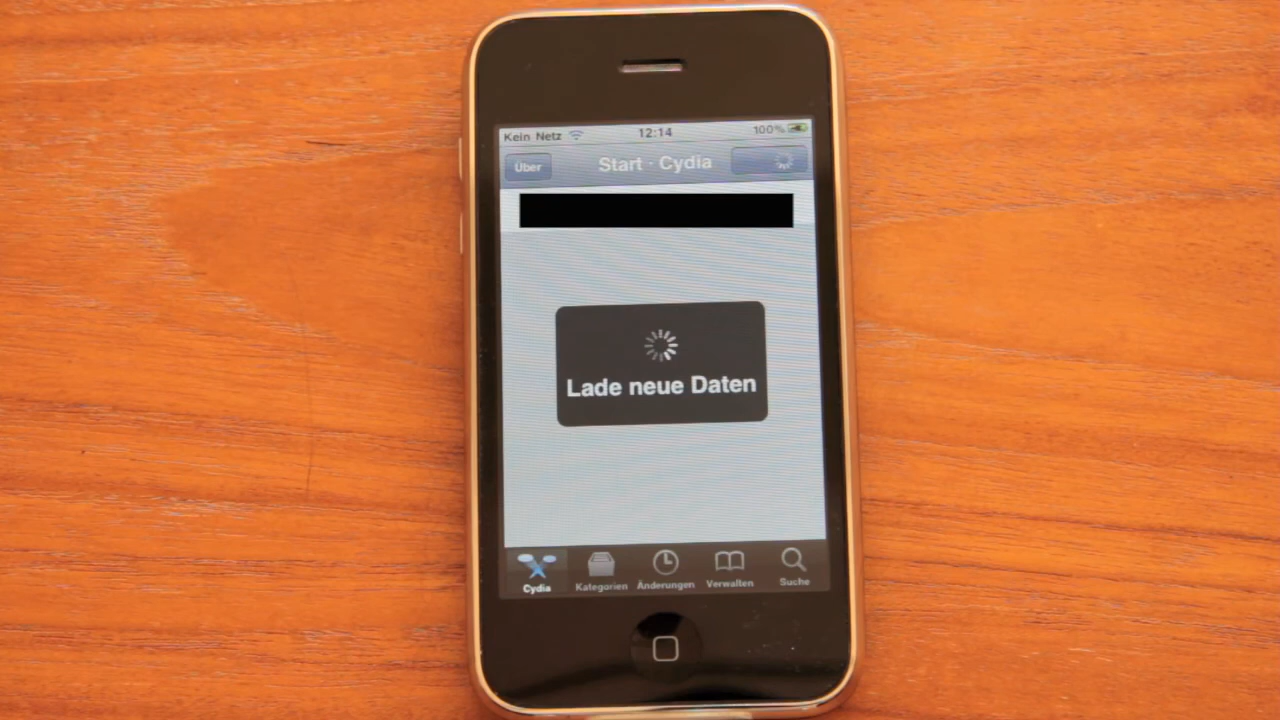 Kein Netz 12:14 100%
Über Start · Cydia
Lade neue Daten
Cydia Kategorien Änderungen Verwalten Suche